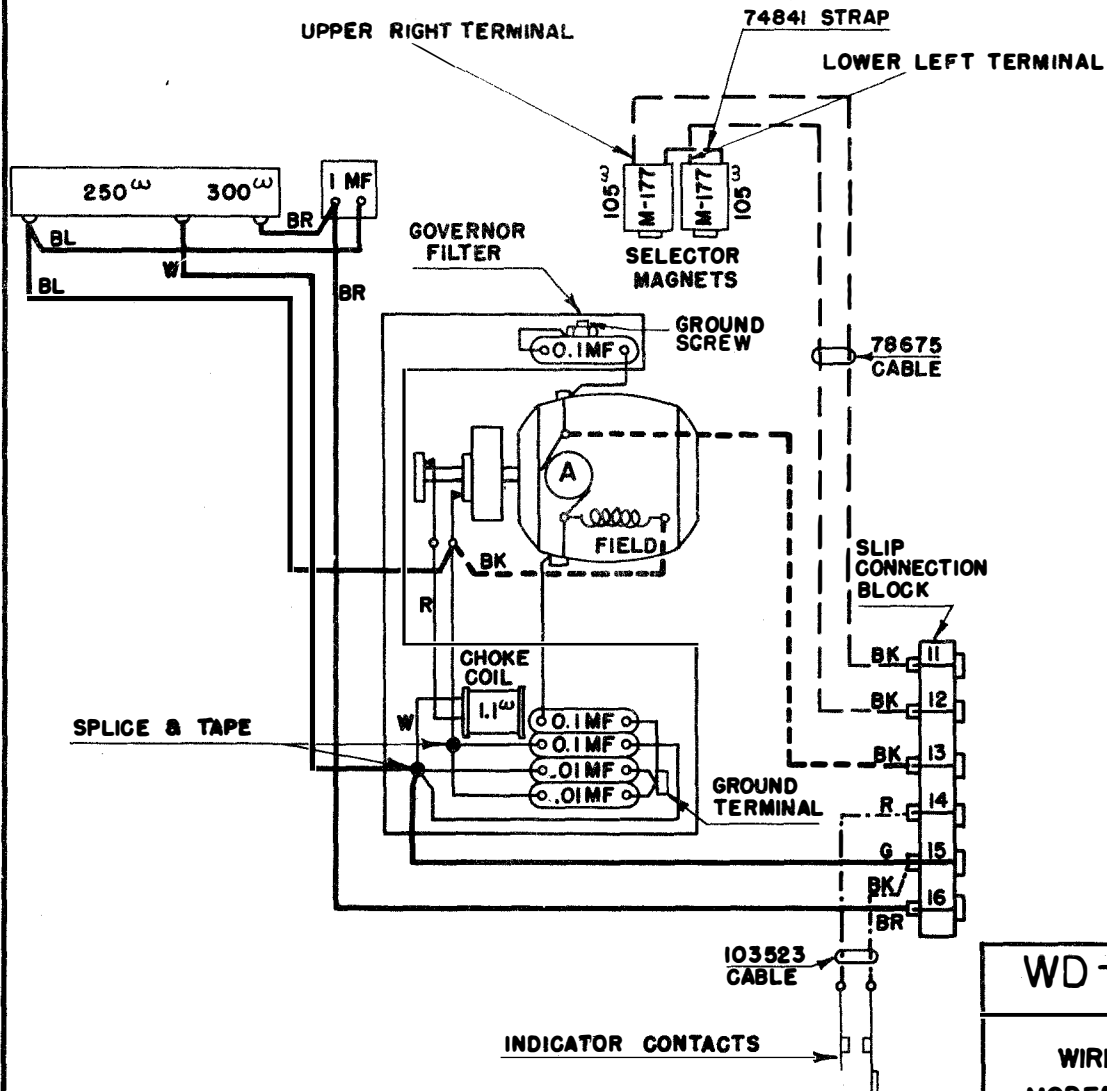 74841 STRAP
UPPER RIGHT TERMINAL
LOWER LEFT TERMINAL
250ω 300ω
1 MF
BR
BL
W
BL
BR
105ω
M-177
M-177
105ω
SELECTOR
MAGNETS
GOVERNOR
FILTER
GROUND
SCREW
0.1MF
78675
CABLE
A
FIELD
BK
R
SLIP
CONNECTION
BLOCK
BK 11
BK 12
BK 13
R 14
G 15
BK
16
BR
CHOKE
COIL
1.1ω
W
SPLICE & TAPE
0.1MF
0.1MF
.01MF
.01MF
GROUND
TERMINAL
103523
CABLE
INDICATOR CONTACTS
WD-